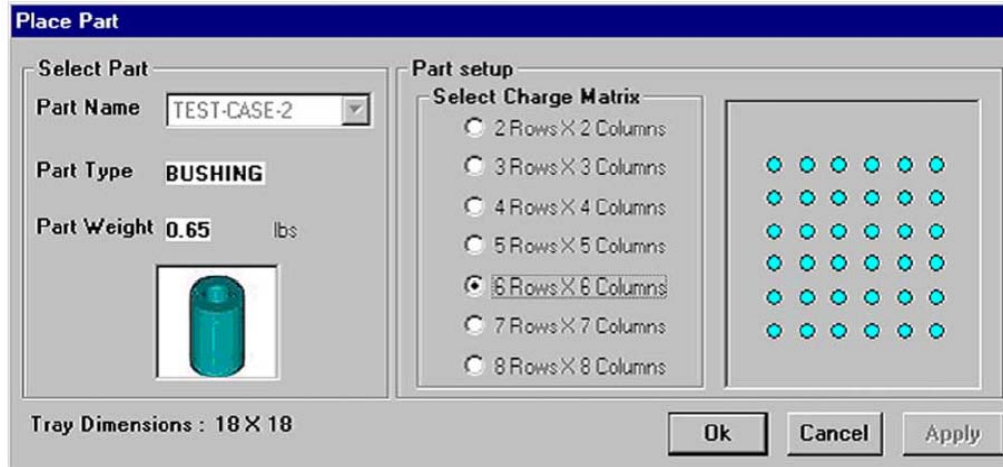 Place Part
Select Part
Part Name TEST-CASE-2
Part Type BUSHING
Part Weight 0.65 lbs
Tray Dimensions : 18 X 18
Part setup
Select Charge Matrix
2 Rows X 2 Columns
3 Rows X 3 Columns
4 Rows X 4 Columns
5 Rows X 5 Columns
6 Rows X 6 Columns
7 Rows X 7 Columns
8 Rows X 8 Columns
Ok Cancel Apply